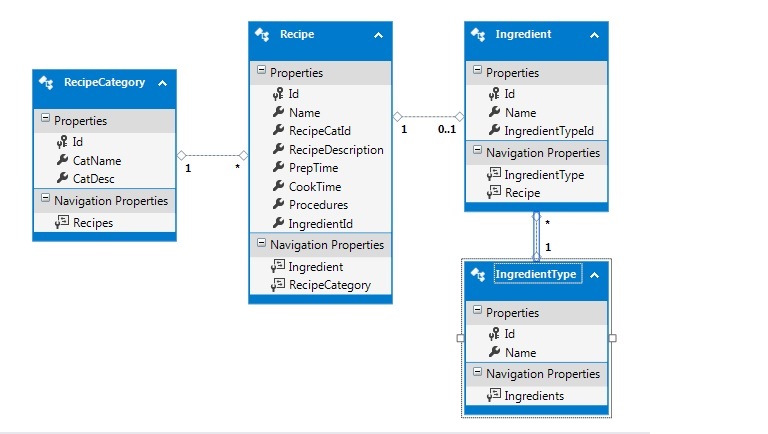 RecipeCategory
Properties
Id
CatName
CatDesc
Navigation Properties
Recipes
1
*
Recipe
Properties
Id
Name
RecipeCatId
RecipeDescription
PrepTime
CookTime
Procedures
IngredientId
Navigation Properties
Ingredient
RecipeCategory
1
0..1
Ingredient
Properties
Id
Name
IngredientTypeId
Navigation Properties
IngredientType
Recipe
*
1
IngredientType
Properties
Id
Name
Navigation Properties
Ingredients